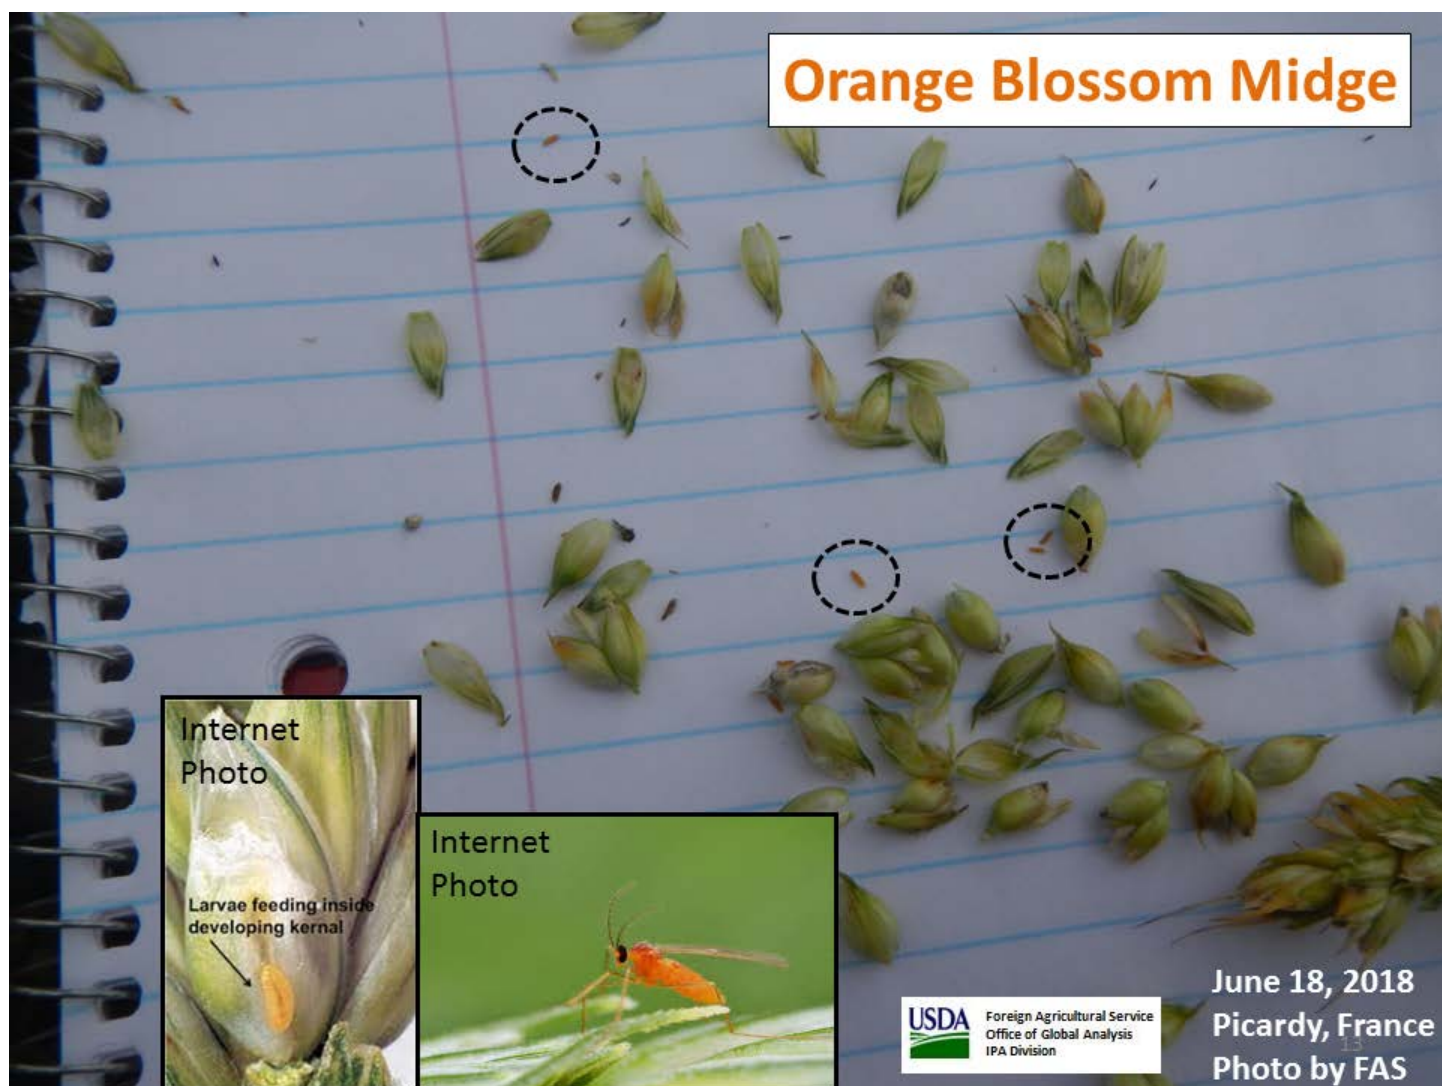 Orange Blossom Midge
Internet
Photo
Larvae feeding inside
developing kernal
Internet
Photo
USDA
Foreign Agricultural Service
Office of Global Analysis
IPA Division
June 18, 2018
Picardy, France
13
Photo by FAS